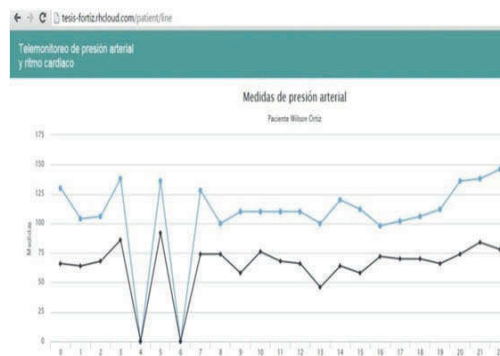 tesis-fortiz.rhcloud.com/patient/line
Telemonitoreo de presión arterial
y ritmo cardiaco
Medidas de presión arterial
Paciente Wilson Ortiz
175
150
125
100
75
50
25
0
Medidas
0 1 2 3 4 5 6 7 8 9 10 11 12 13 14 15 16 17 18 19 20 21